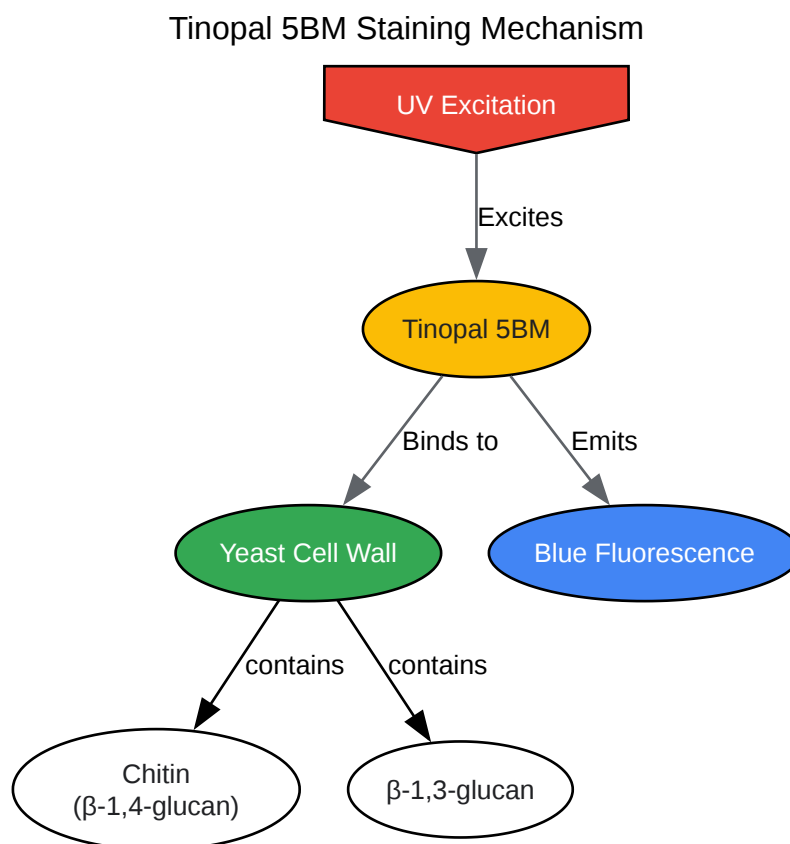 Tinopal 5BM Staining Mechanism
UV Excitation
Excites
Tinopal 5BM
Binds to
Emits
Yeast Cell Wall
Blue Fluorescence
contains
contains
Chitin
(β-1,4-glucan)
β-1,3-glucan